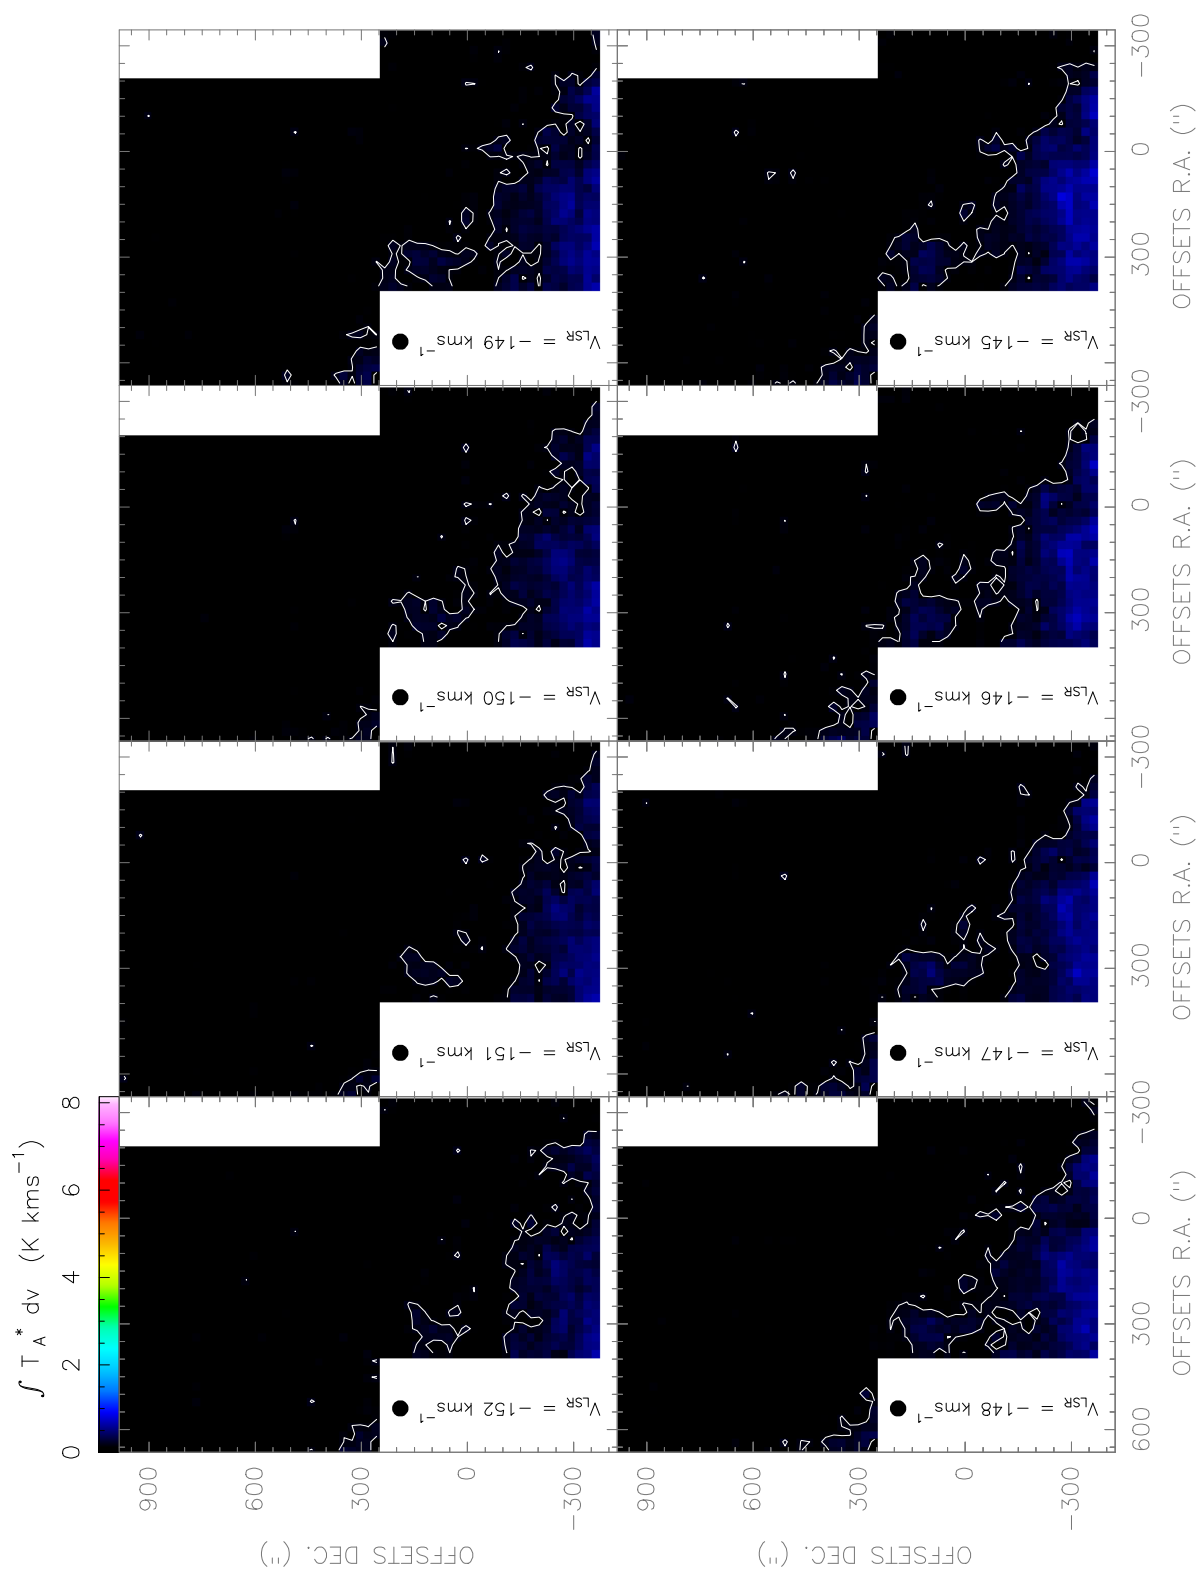 ∫ T_A^* dv (K kms^−1)
0 2 4 6 8
V_LSR = −152 kms^−1
V_LSR = −151 kms^−1
V_LSR = −150 kms^−1
V_LSR = −149 kms^−1
900
600
300
0
−300
OFFSETS DEC. (")
V_LSR = −148 kms^−1
V_LSR = −147 kms^−1
V_LSR = −146 kms^−1
V_LSR = −145 kms^−1
900
600
300
0
−300
OFFSETS DEC. (")
600 300 0 −300
300 0 −300
300 0 −300
300 0 −300
OFFSETS R.A. (")
OFFSETS R.A. (")
OFFSETS R.A. (")
OFFSETS R.A. (")